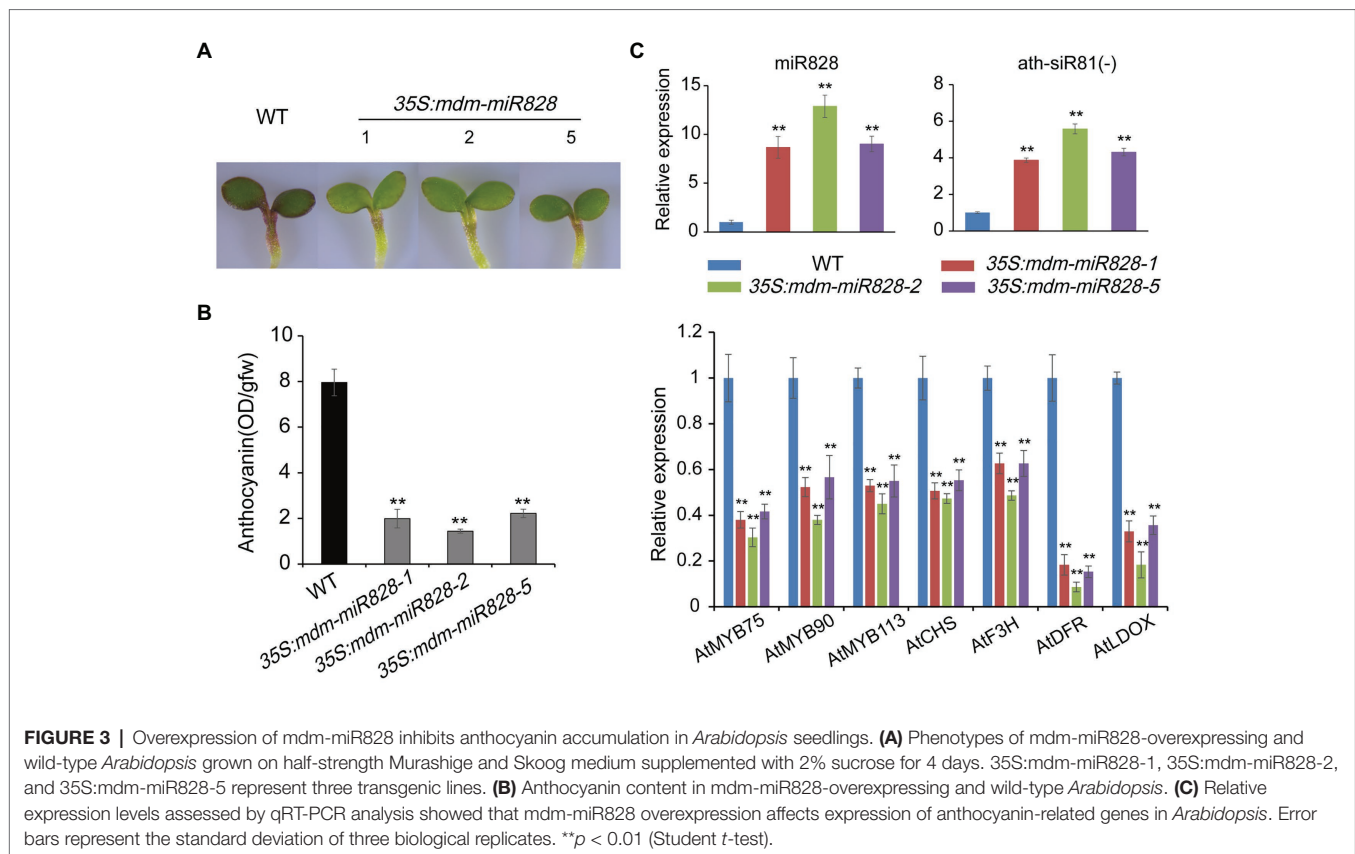 A
WT
35S:mdm-miR828
1 2 5
B
Anthocyanin(OD/gfw)
10
8
6
4
2
0
**
**
**
WT
35S:mdm-miR828-1
35S:mdm-miR828-2
35S:mdm-miR828-5
C
miR828
Relative expression
15
10
5
0
**
**
**
ath-siR81(-)
8
6
4
2
0
**
**
**
WT
35S:mdm-miR828-1
35S:mdm-miR828-2
35S:mdm-miR828-5
Relative expression
1.2
1
0.8
0.6
0.4
0.2
0
** ** **
** ** **
** ** **
** ** **
** ** **
** ** **
** ** **
AtMYB75
AtMYB90
AtMYB113
AtCHS
AtF3H
AtDFR
AtLDOX
FIGURE 3 | Overexpression of mdm-miR828 inhibits anthocyanin accumulation in Arabidopsis seedlings. (A) Phenotypes of mdm-miR828-overexpressing and
wild-type Arabidopsis grown on half-strength Murashige and Skoog medium supplemented with 2% sucrose for 4 days. 35S:mdm-miR828-1, 35S:mdm-miR828-2,
and 35S:mdm-miR828-5 represent three transgenic lines. (B) Anthocyanin content in mdm-miR828-overexpressing and wild-type Arabidopsis. (C) Relative
expression levels assessed by qRT-PCR analysis showed that mdm-miR828 overexpression affects expression of anthocyanin-related genes in Arabidopsis. Error
bars represent the standard deviation of three biological replicates. **p < 0.01 (Student t-test).